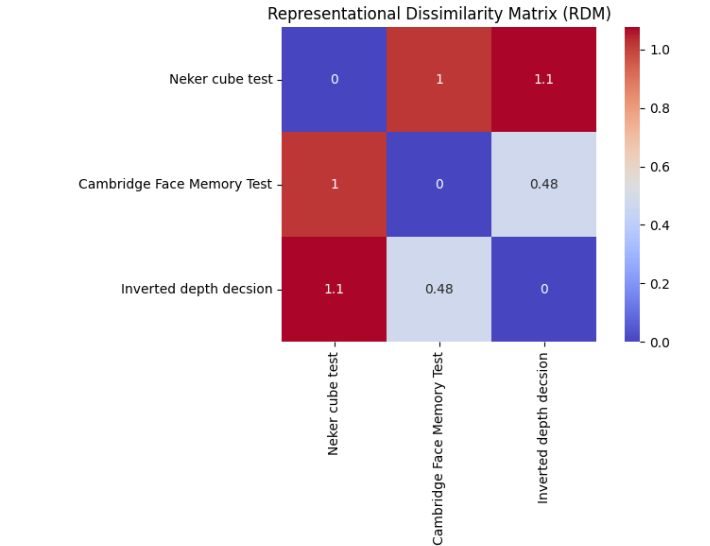 Representational Dissimilarity Matrix (RDM)
Neker cube test
0
1
1.1
Cambridge Face Memory Test
1
0
0.48
Inverted depth decsion
1.1
0.48
0
Neker cube test
Cambridge Face Memory Test
Inverted depth decsion
1.0
0.8
0.6
0.4
0.2
0.0